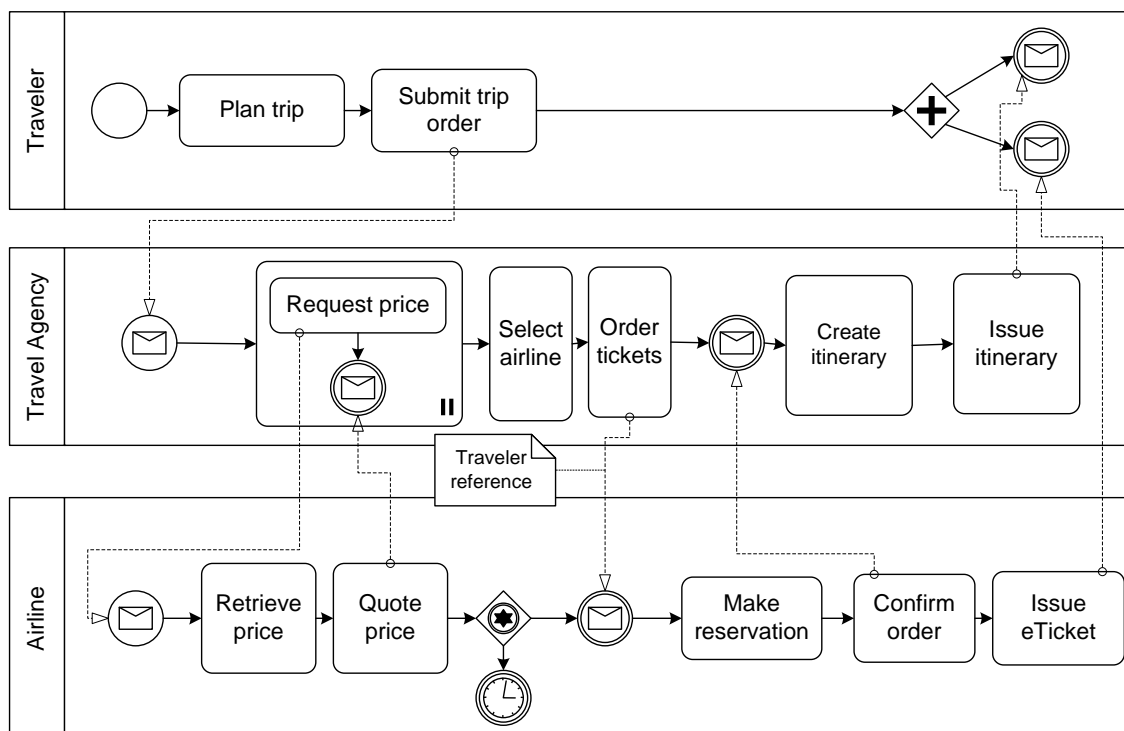 Traveler
Plan trip
Submit trip
order
Travel Agency
Request price
Select
airline
Order
tickets
Create
itinerary
Issue
itinerary
Traveler
reference
Airline
Retrieve
price
Quote
price
Make
reservation
Confirm
order
Issue
eTicket